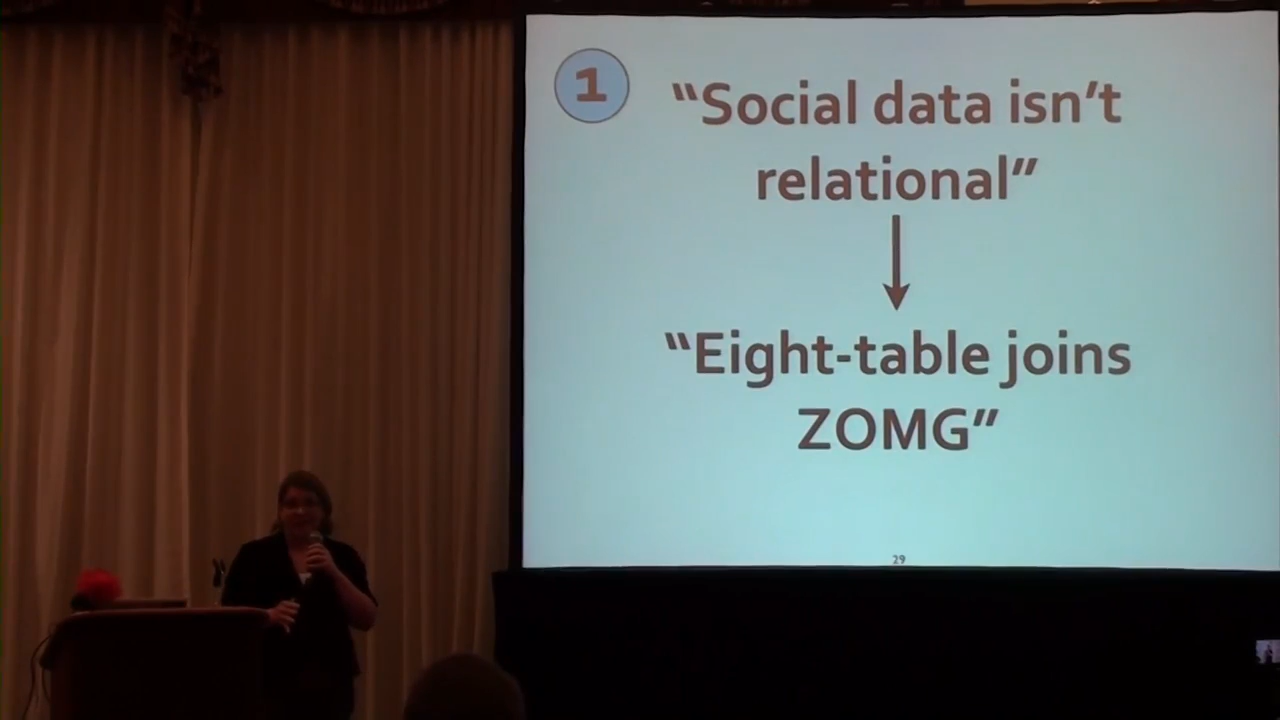 1
“Social data isn’t
relational”
“Eight-table joins
ZOMG”
29